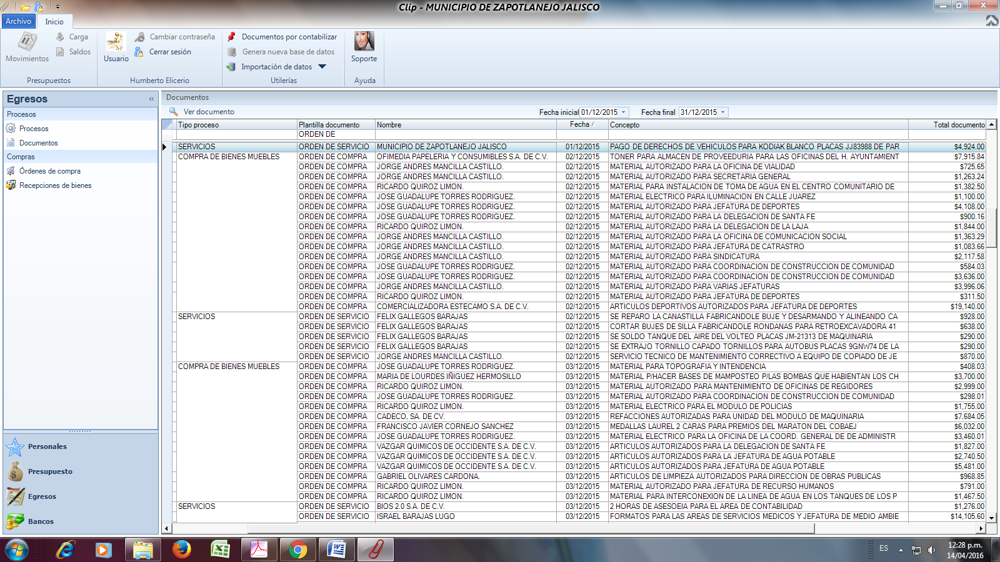 Clip - MUNICIPIO DE ZAPOTLANEJO JALISCO
Archivo Inicio
Movimientos Carga Saldos
Presupuestos
Usuario Cambiar contraseña Cerrar sesión
Humberto Elicerio
Documentos por contabilizar
Genera nueva base de datos
Importación de datos
Utilerías
Soporte
Ayuda
Egresos «
Procesos
Procesos
Documentos
Compras
Órdenes de compra
Recepciones de bienes
Personales
Presupuesto
Egresos
Bancos
Documentos
Ver documento Fecha inicial 01/12/2015 Fecha final 31/12/2015
Tipo proceso Plantilla documento Nombre Fecha Concepto Total documento
ORDEN DE
SERVICIOS ORDEN DE SERVICIO MUNICIPIO DE ZAPOTLANEJO JALISCO 01/12/2015 PAGO DE DERECHOS DE VEHICULOS PARA KODIAK BLANCO PLACAS JJ83988 DE PAR $4,924.00
COMPRA DE BIENES MUEBLES ORDEN DE COMPRA OFIMEDIA PAPELERIA Y CONSUMIBLES S.A. DE C.V. 02/12/2015 TONER PARA ALMACEN DE PROVEEDURIA PARA LAS OFICINAS DEL H. AYUNTAMIENT $7,915.84
ORDEN DE COMPRA JORGE ANDRES MANCILLA CASTILLO. 02/12/2015 MATERIAL AUTORIZADO PARA LA OFICINA DE VIALIDAD $725.65
ORDEN DE COMPRA JORGE ANDRES MANCILLA CASTILLO. 02/12/2015 MATERIAL AUTORIZADO PARA SECRETARIA GENERAL $1,263.24
ORDEN DE COMPRA RICARDO QUIROZ LIMON. 02/12/2015 MATERIAL PARA INSTALACION DE TOMA DE AGUA EN EL CENTRO COMUNITARIO DE $1,382.50
ORDEN DE COMPRA JOSE GUADALUPE TORRES RODRIGUEZ. 02/12/2015 MATERIAL ELECTRICO PARA ILUMINACION EN CALLE JUAREZ $1,100.00
ORDEN DE COMPRA JOSE GUADALUPE TORRES RODRIGUEZ. 02/12/2015 MATERIAL AUTORIZADO PARA JEFATURA DE DEPORTES $4,108.00
ORDEN DE COMPRA JOSE GUADALUPE TORRES RODRIGUEZ. 02/12/2015 MATERIAL AUTORIZADO PARA LA DELEGACION DE SANTA FE $900.16
ORDEN DE COMPRA RICARDO QUIROZ LIMON. 02/12/2015 MATERIAL AUTORIZADO PARA LA DELEGACION DE LA LAJA $1,844.00
ORDEN DE COMPRA JORGE ANDRES MANCILLA CASTILLO. 02/12/2015 MATERIAL AUTORIZADO PARA LA OFICINA DE COMUNICACION SOCIAL $1,363.29
ORDEN DE COMPRA JORGE ANDRES MANCILLA CASTILLO. 02/12/2015 MATERIAL AUTORIZADO PARA JEFATURA DE CATRASTRO $1,083.66
ORDEN DE COMPRA JORGE ANDRES MANCILLA CASTILLO. 02/12/2015 MATERIAL AUTORIZADO PARA SINDICATURA $2,117.58
ORDEN DE COMPRA JOSE GUADALUPE TORRES RODRIGUEZ. 02/12/2015 MATERIAL AUTORIZADO PARA COORDINACION DE CONSTRUCCION DE COMUNIDAD $584.03
ORDEN DE COMPRA JOSE GUADALUPE TORRES RODRIGUEZ. 02/12/2015 MATERIAL AUTORIZADO PARA COORDINACION DE CONSTRUCCION DE COMUNIDAD $3,636.00
ORDEN DE COMPRA JORGE ANDRES MANCILLA CASTILLO. 02/12/2015 MATERIAL AUTORIZADO PARA VARIAS JEFATURAS $3,996.06
ORDEN DE COMPRA RICARDO QUIROZ LIMON. 02/12/2015 MATERIAL AUTORIZADO PARA JEFATURA DE DEPORTES $311.50
ORDEN DE COMPRA COMERCIALIZADORA ESTECAMO S.A. DE C.V. 02/12/2015 ARTICULOS DEPORTIVOS AUTORIZADOS PARA JEFATURA DE DEPORTES $19,140.00
SERVICIOS ORDEN DE SERVICIO FELIX GALLEGOS BARAJAS 02/12/2015 SE REPARO LA CANASTILLA FABRICANDOLE BUJE Y DESARMANDO Y ALINEANDO CA $928.00
ORDEN DE SERVICIO FELIX GALLEGOS BARAJAS 02/12/2015 CORTAR BUJES DE SILLA FABRICANDOLE RONDANAS PARA RETROEXCAVADORA 41 $638.00
ORDEN DE SERVICIO FELIX GALLEGOS BARAJAS 02/12/2015 SE SOLDO TANQUE DEL AIRE DEL VOLTEO PLACAS JM-21313 DE MAQUINARIA $290.00
ORDEN DE SERVICIO FELIX GALLEGOS BARAJAS 02/12/2015 SE EXTRAJO TORNILLO CAPADO TORNILLOS PARA AUTOBUS PLACAS 9GNW74 DE LA $290.00
ORDEN DE SERVICIO JORGE ANDRES MANCILLA CASTILLO. 02/12/2015 SERVICIO TECNICO DE MANTENIMIENTO CORRECTIVO A EQUIPO DE COPIADO DE JE $870.00
COMPRA DE BIENES MUEBLES ORDEN DE COMPRA JOSE GUADALUPE TORRES RODRIGUEZ. 03/12/2015 MATERIAL PARA TOPOGRAFIA Y INTENDENCIA $408.03
ORDEN DE COMPRA MARIA DE LOURDES IÑIGUEZ HERMOSILLO 03/12/2015 MATERIAL P/HACER BASES DE MAMPOSTEO P/LAS BOMBAS QUE HABIENTAN LOS CH $3,700.00
ORDEN DE COMPRA RICARDO QUIROZ LIMON. 03/12/2015 MATERIAL AUTORIZADO PARA MANTENIMIENTO DE OFICINAS DE REGIDORES $2,999.00
ORDEN DE COMPRA JOSE GUADALUPE TORRES RODRIGUEZ. 03/12/2015 MATERIAL AUTORIZADO PARA COORDINACION DE CONSTRUCCION DE COMUNIDAD $298.01
ORDEN DE COMPRA RICARDO QUIROZ LIMON. 03/12/2015 MATERIAL ELECTRICO PARA EL MODULO DE POLICIAS $1,755.00
ORDEN DE COMPRA CADECO, SA. DE CV. 03/12/2015 REFACCIONES AUTORIZADAS PARA UNIDAD DEL MODULO DE MAQUINARIA $7,684.05
ORDEN DE COMPRA FRANCISCO JAVIER CORNEJO SANCHEZ 03/12/2015 MEDALLAS LAUREL 2 CARAS PARA PREMIOS DEL MARATON DEL COBAEJ $6,032.00
ORDEN DE COMPRA JOSE GUADALUPE TORRES RODRIGUEZ. 03/12/2015 MATERIAL ELECTRICO PARA LA OFICINA DE LA COORD. GENERAL DE DE ADMINISTR $3,460.01
ORDEN DE COMPRA VAZGAR QUIMICOS DE OCCIDENTE S.A. DE C.V. 03/12/2015 ARTICULOS AUTORIZADOS PARA LA DELEGACION DE SANTA FE $1,827.00
ORDEN DE COMPRA VAZGAR QUIMICOS DE OCCIDENTE S.A. DE C.V. 03/12/2015 ARTICULOS AUTORIZADOS PARA LA JEFATURA DE AGUA POTABLE $2,740.50
ORDEN DE COMPRA VAZGAR QUIMICOS DE OCCIDENTE S.A. DE C.V. 03/12/2015 ARTICULOS AUTORIZADOS PARA JEFATURA DE AGUA POTABLE $5,481.00
ORDEN DE COMPRA GABRIEL OLIVARES CARDONA. 03/12/2015 ARTICULOS DE LIMPIEZA AUTORIZADOS PARA DIRECCION DE OBRAS PUBLICAS $968.85
ORDEN DE COMPRA RICARDO QUIROZ LIMON. 03/12/2015 MATERIAL AUTORIZADO PARA JEFATURA DE RECURSO HUMANOS $791.00
ORDEN DE COMPRA RICARDO QUIROZ LIMON. 03/12/2015 MATERIAL PARA INTERCONEXION DE LA LINEA DE AGUA EN LOS TANQUES DE LOS P $1,467.50
SERVICIOS ORDEN DE SERVICIO BIOS 2.0 S.A. DE C.V. 03/12/2015 2 HORAS DE ASESOEIA PARA EL AREA DE CONTABILIDAD $1,276.00
ORDEN DE SERVICIO ISRAEL BARAJAS LUGO 03/12/2015 FORMATOS PARA LAS AREAS DE SERVICIOS MEDICOS Y JEFATURA DE MEDIO AMBIE $14,105.60
ES 12:28 p.m.
14/04/2016